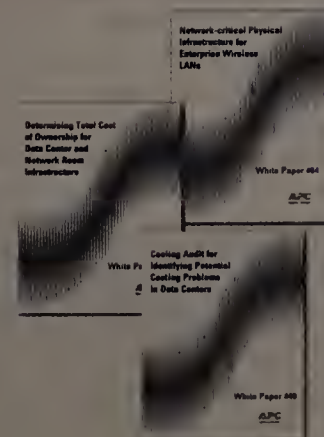 Network-critical Physical
Infrastructure for
Enterprise Wireless
LANs
White Paper #84
APC
Determining Total Cost
of Ownership for
Data Center and
Network Room
Infrastructure
White Pa
A
Cooling Audit for
Identifying Potential
Cooling Problems
in Data Centers
White Paper #40
APC